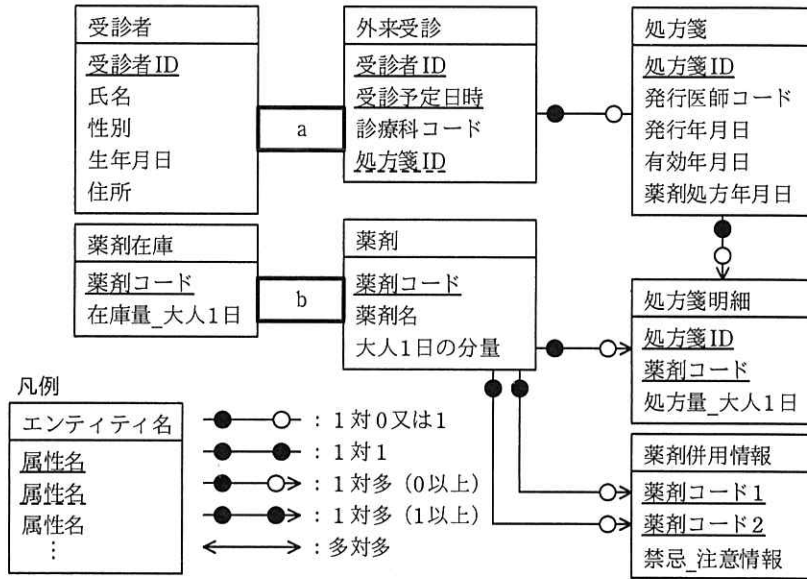 受診者
受診者ID
氏名
性別
生年月日
住所
a
外来受診
受診者ID
受診予定日時
診療科コード
処方箋ID
処方箋
処方箋ID
発行医師コード
発行年月日
有効年月日
薬剤処方年月日
薬剤在庫
薬剤コード
在庫量_大人1日
b
薬剤
薬剤コード
薬剤名
大人1日の分量
処方箋明細
処方箋ID
薬剤コード
処方量_大人1日
薬剤併用情報
薬剤コード1
薬剤コード2
禁忌_注意情報
凡例
エンティティ名
属性名
属性名
属性名
⋮
：1対0又は1
：1対1
：1対多（0以上）
：1対多（1以上）
：多対多